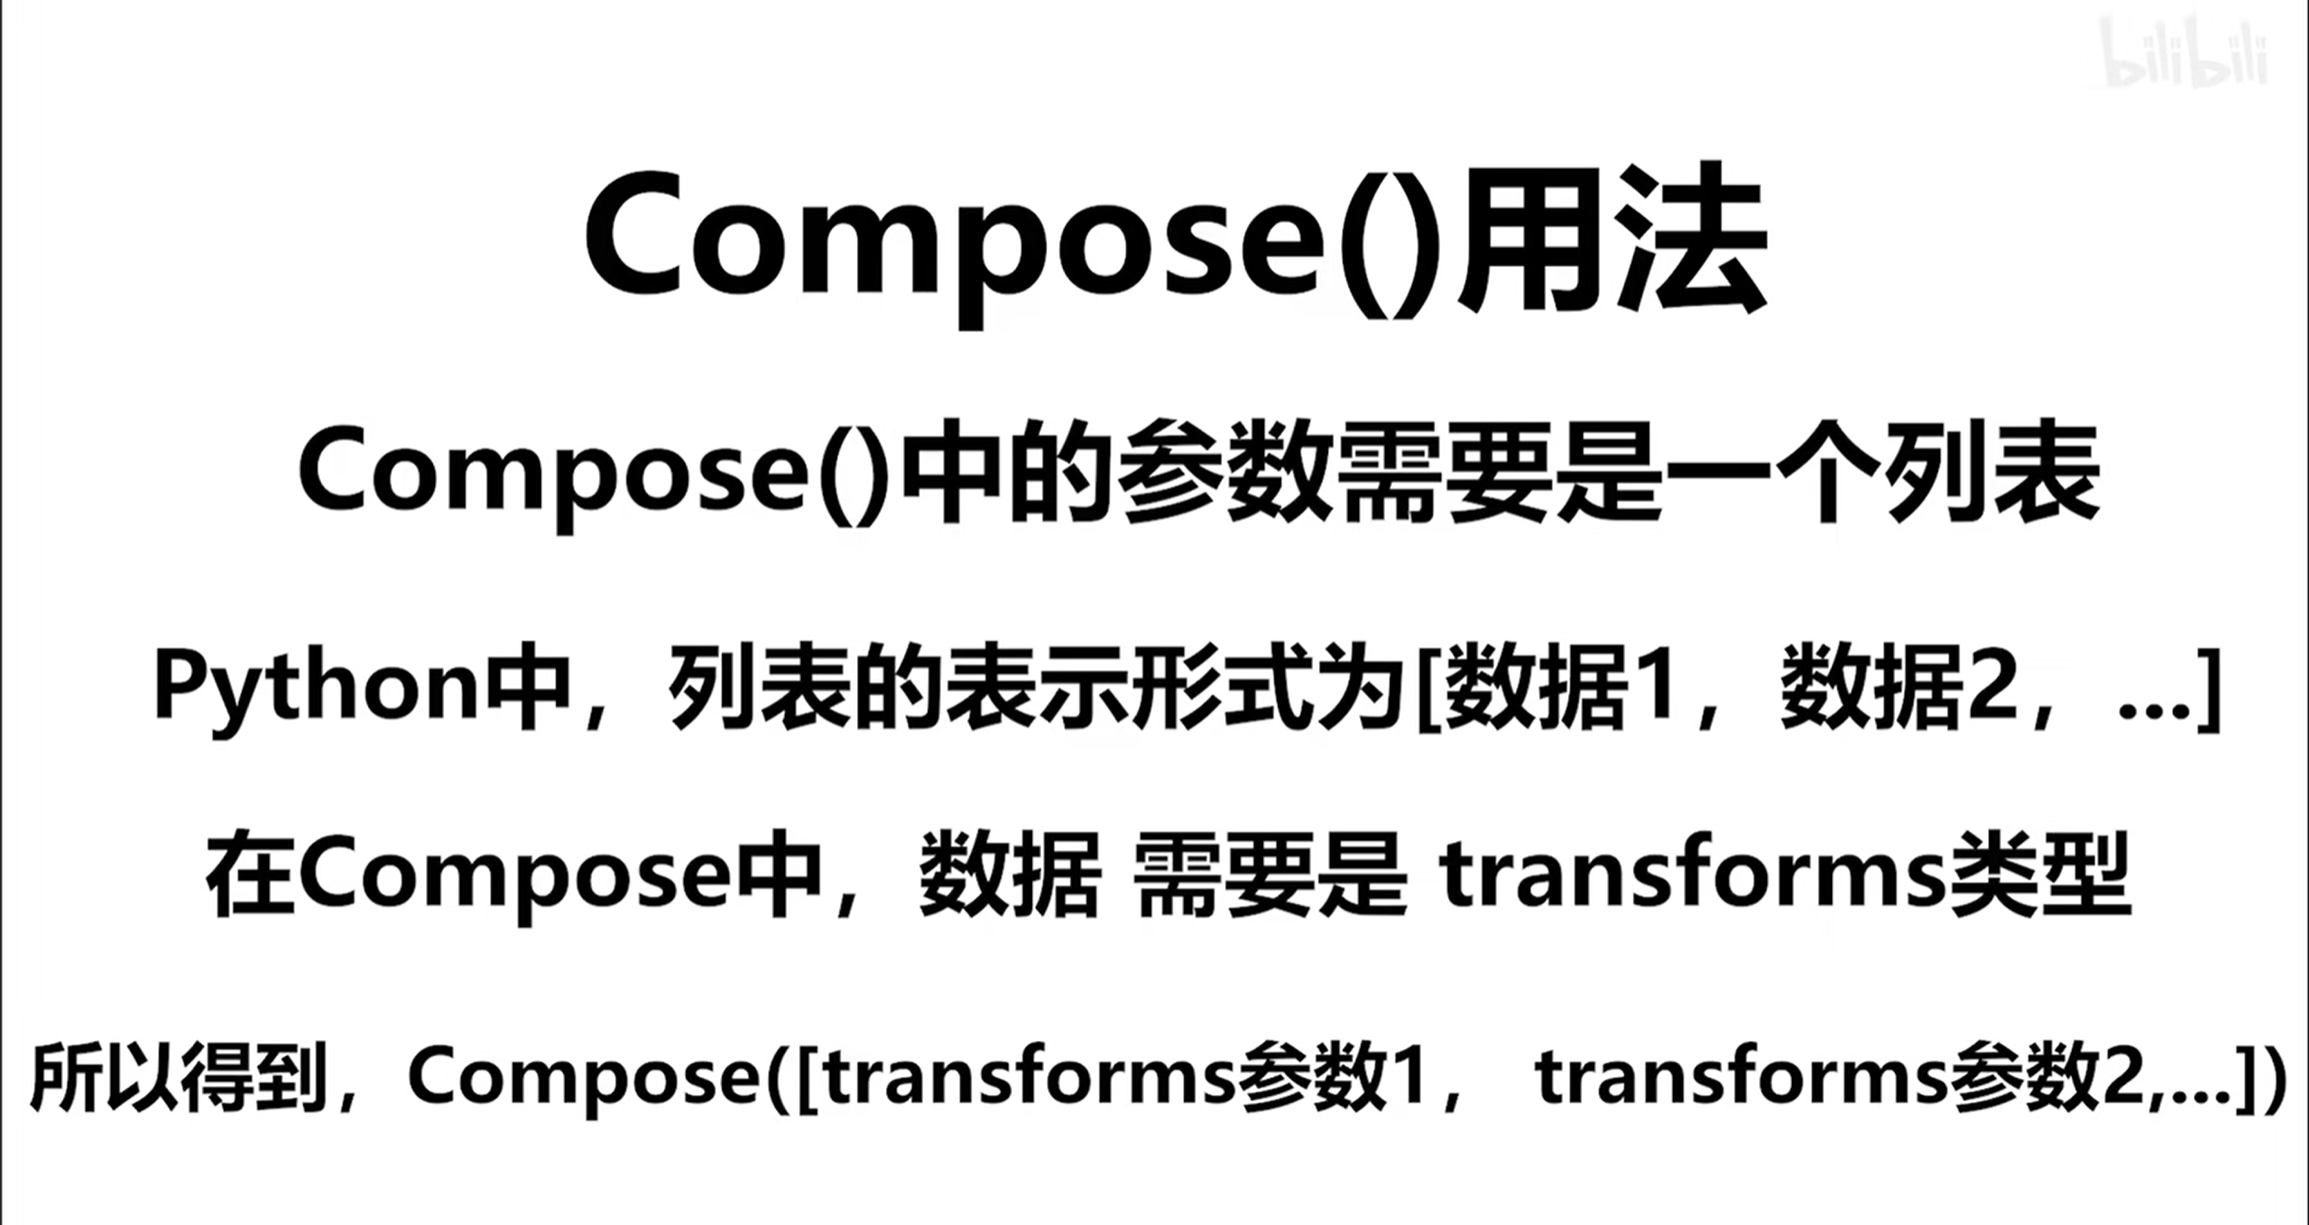 bilibili
Compose()用法
Compose()中的参数需要是一个列表
Python中，列表的表示形式为[数据1，数据2，...]
在Compose中，数据 需要是 transforms类型
所以得到，Compose([transforms参数1， transforms参数2,...])